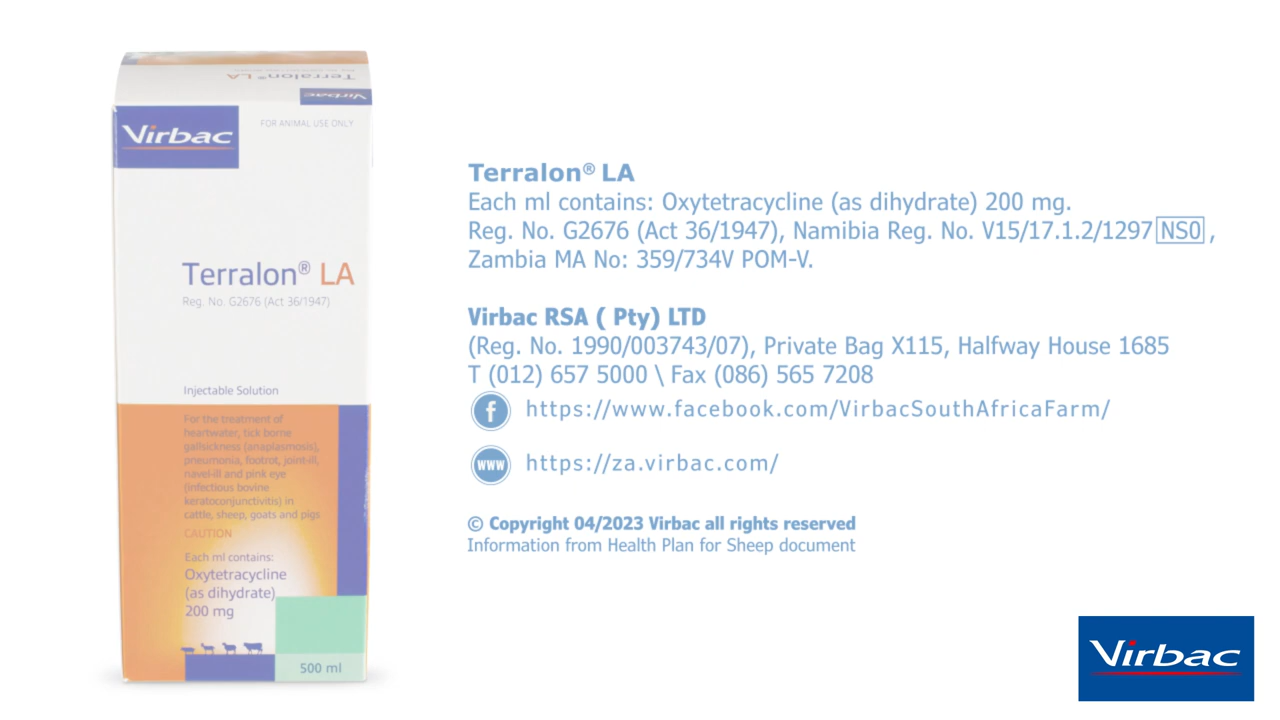 Terralon® LA
Virbac
Virbac
FOR ANIMAL USE ONLY
Terralon® LA
Reg. No. G2676 (Act 36/1947)
Injectable Solution
For the treatment of
heartwater, tick borne
gallsickness (anaplasmosis),
pneumonia, footrot, joint-ill,
navel-ill and pink eye
(infectious bovine
keratoconjunctivitis) in
cattle, sheep, goats and pigs
CAUTION
Each ml contains:
Oxytetracycline
(as dihydrate)
200 mg
500 ml
Terralon® LA
Each ml contains: Oxytetracycline (as dihydrate) 200 mg.
Reg. No. G2676 (Act 36/1947), Namibia Reg. No. V15/17.1.2/1297 NS0 ,
Zambia MA No: 359/734V POM-V.
Virbac RSA ( Pty) LTD
(Reg. No. 1990/003743/07), Private Bag X115, Halfway House 1685
T (012) 657 5000 \ Fax (086) 565 7208
f https://www.facebook.com/VirbacSouthAfricaFarm/
www https://za.virbac.com/
© Copyright 04/2023 Virbac all rights reserved
Information from Health Plan for Sheep document
Virbac